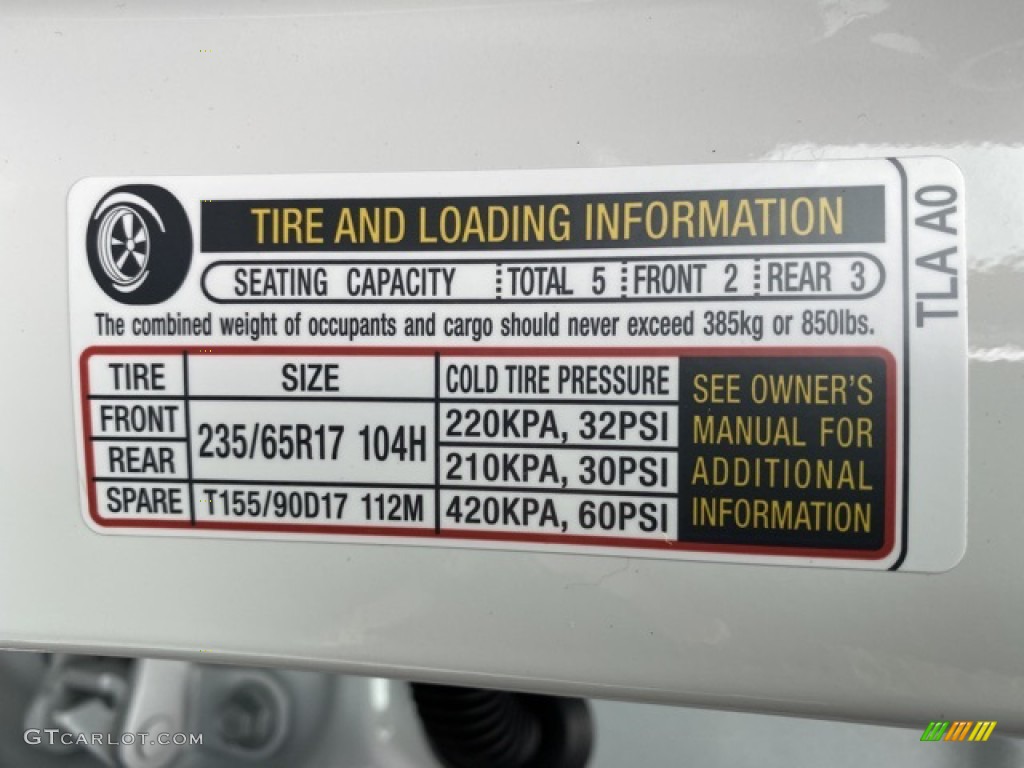 TIRE AND LOADING INFORMATION
SEATING CAPACITY TOTAL 5 FRONT 2 REAR 3
The combined weight of occupants and cargo should never exceed 385kg or 850lbs.
TIRE SIZE COLD TIRE PRESSURE
FRONT 235/65R17 104H 220KPA, 32PSI
REAR 210KPA, 30PSI
SPARE T155/90D17 112M 420KPA, 60PSI
SEE OWNER'S
MANUAL FOR
ADDITIONAL
INFORMATION
TLA A0
GTCARLOT.COM